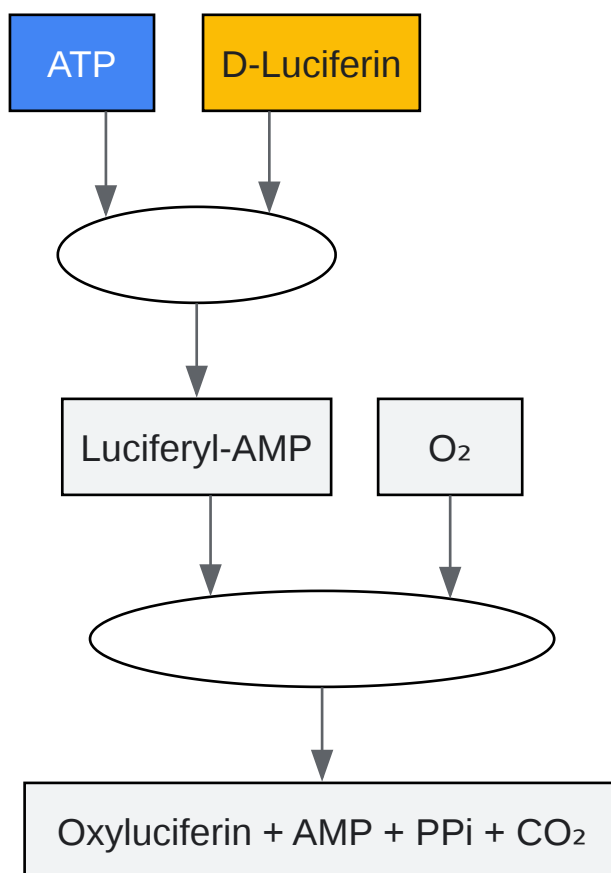 ATP
D-Luciferin
Luciferyl-AMP
O₂
Oxyluciferin + AMP + PPi + CO₂